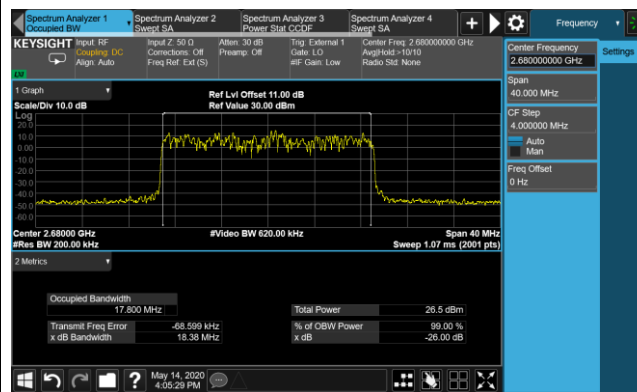 Spectrum Analyzer 1
Occupied BW
Spectrum Analyzer 2
Swept SA
Spectrum Analyzer 3
Power Stat CCDF
Spectrum Analyzer 4
Swept SA
Frequency
KEYSIGHT
Input: RF
Coupling: DC
Align: Auto
Input Z: 50 Ω
Corrections: Off
Freq Ref: Ext (S)
Atten: 30 dB
Preamp: Off
Trig: External 1
Gate: LO
#IF Gain: Low
Center Freq: 2.680000000 GHz
Avg|Hold:>10/10
Radio Std: None
Center Frequency
2.680000000 GHz
Settings
Span
40.000 MHz
CF Step
4.000000 MHz
Auto
Man
Freq Offset
0 Hz
1 Graph
Scale/Div 10.0 dB
Ref Lvl Offset 11.00 dB
Ref Value 30.00 dBm
Log
20.0
10.0
0.00
-10.0
-20.0
-30.0
-40.0
-50.0
-60.0
Center 2.68000 GHz
#Res BW 200.00 kHz
#Video BW 620.00 kHz
Span 40 MHz
Sweep 1.07 ms (2001 pts)
2 Metrics
Occupied Bandwidth
17.800 MHz
Total Power 26.5 dBm
Transmit Freq Error -68.599 kHz
% of OBW Power 99.00 %
x dB Bandwidth 18.38 MHz
x dB -26.00 dB
May 14, 2020
4:05:29 PM